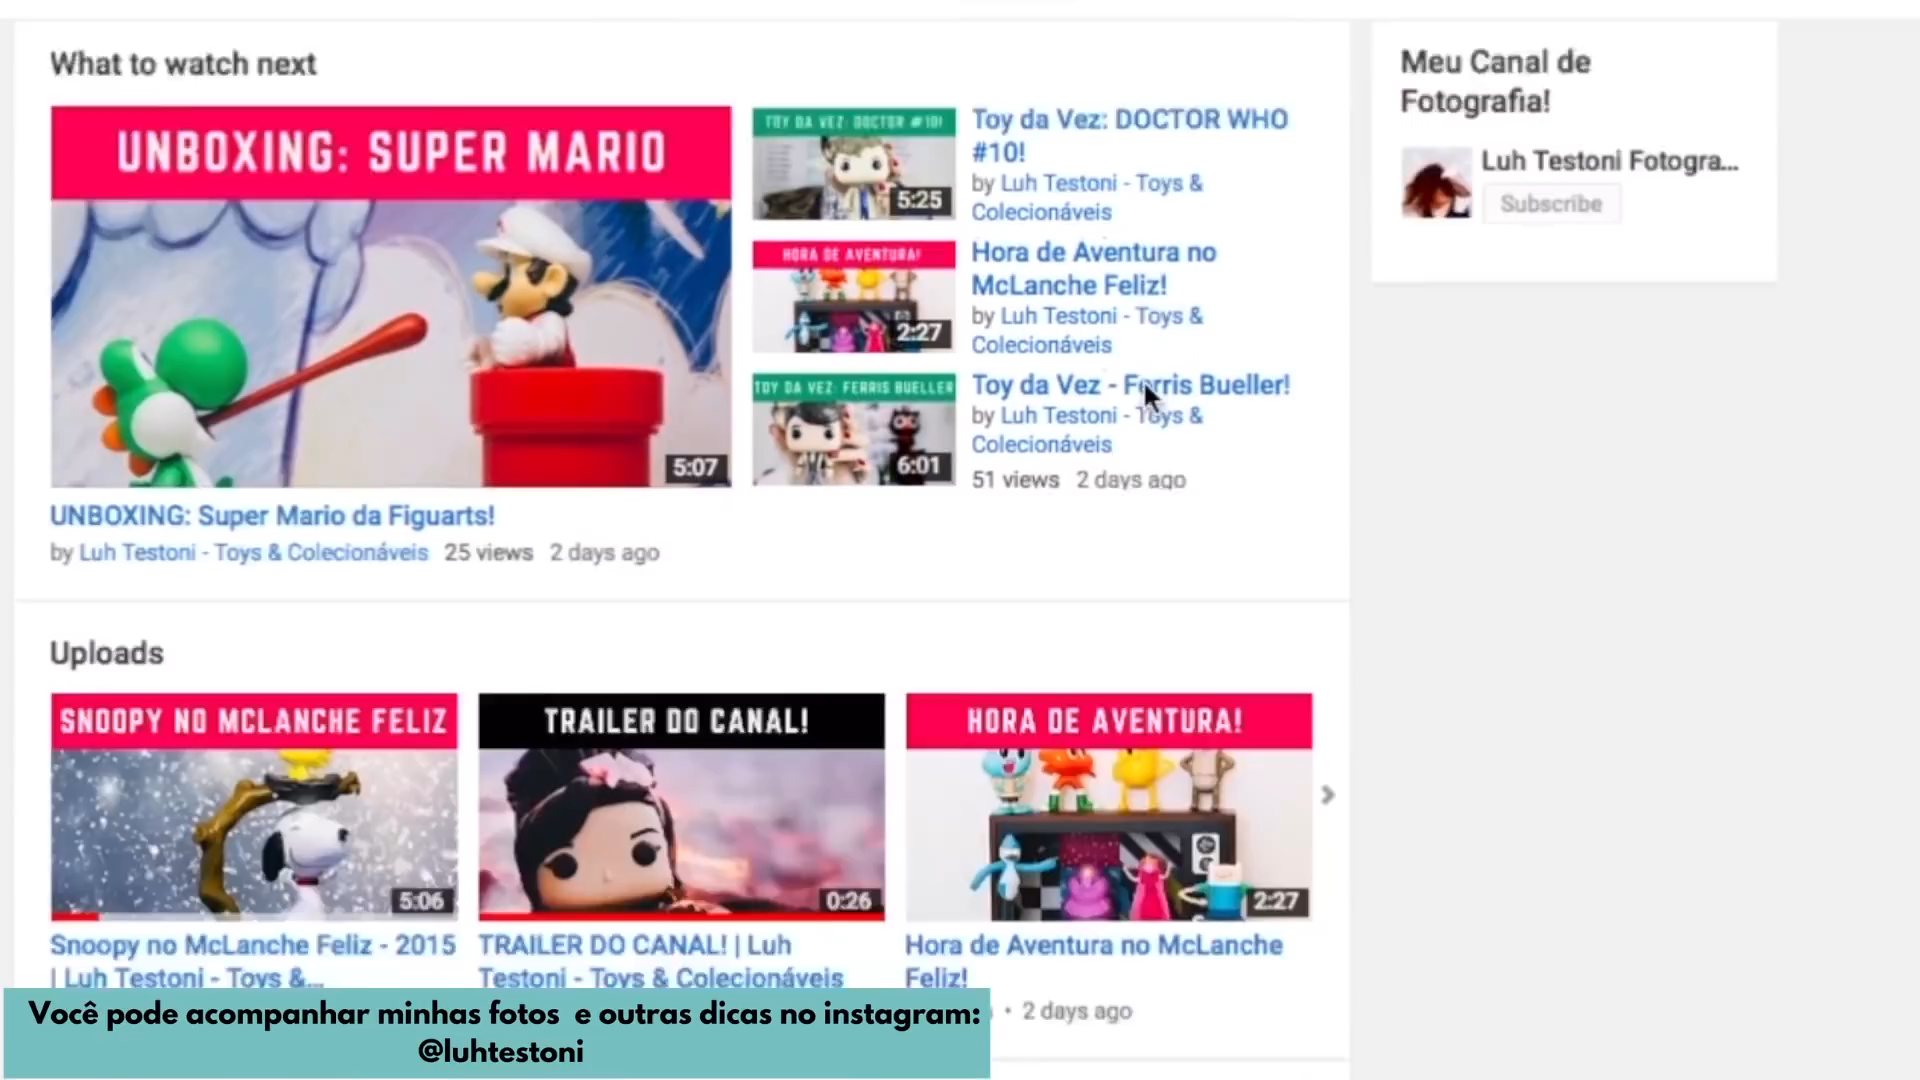 What to watch next
UNBOXING: SUPER MARIO
5:07
UNBOXING: Super Mario da Figuarts!
by Luh Testoni - Toys & Colecionáveis 25 views 2 days ago
TOY DA VEZ: DOCTOR #10!
5:25
Toy da Vez: DOCTOR WHO
#10!
by Luh Testoni - Toys &
Colecionáveis
HORA DE AVENTURA!
2:27
Hora de Aventura no
McLanche Feliz!
by Luh Testoni - Toys &
Colecionáveis
TOY DA VEZ: FERRIS BUELLER
6:01
Toy da Vez - Ferris Bueller!
by Luh Testoni - Toys &
Colecionáveis
51 views 2 days ago
Meu Canal de
Fotografia!
Luh Testoni Fotogra...
Subscribe
Uploads
SNOOPY NO MCLANCHE FELIZ
5:06
Snoopy no McLanche Feliz - 2015
| Luh Testoni - Toys &...
TRAILER DO CANAL!
0:26
TRAILER DO CANAL! | Luh
Testoni - Toys & Colecionáveis
HORA DE AVENTURA!
2:27
Hora de Aventura no McLanche
Feliz!
• 2 days ago
Você pode acompanhar minhas fotos e outras dicas no instagram:
@luhtestoni